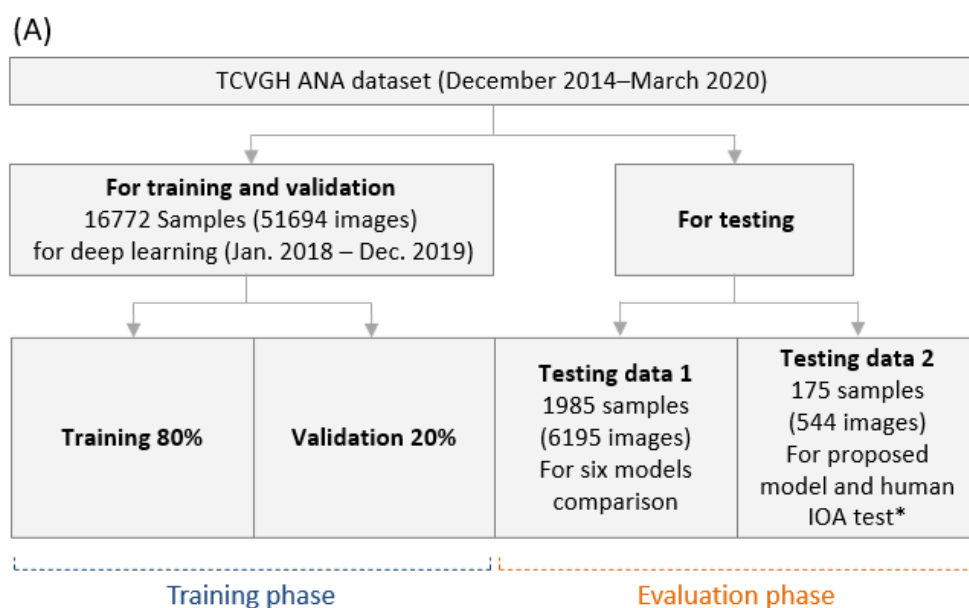 (A)
TCVGH ANA dataset (December 2014–March 2020)
For training and validation
16772 Samples (51694 images)
for deep learning (Jan. 2018 – Dec. 2019)
For testing
Training 80%
Validation 20%
Testing data 1
1985 samples
(6195 images)
For six models
comparison
Testing data 2
175 samples
(544 images)
For proposed
model and human
IOA test*
Training phase
Evaluation phase